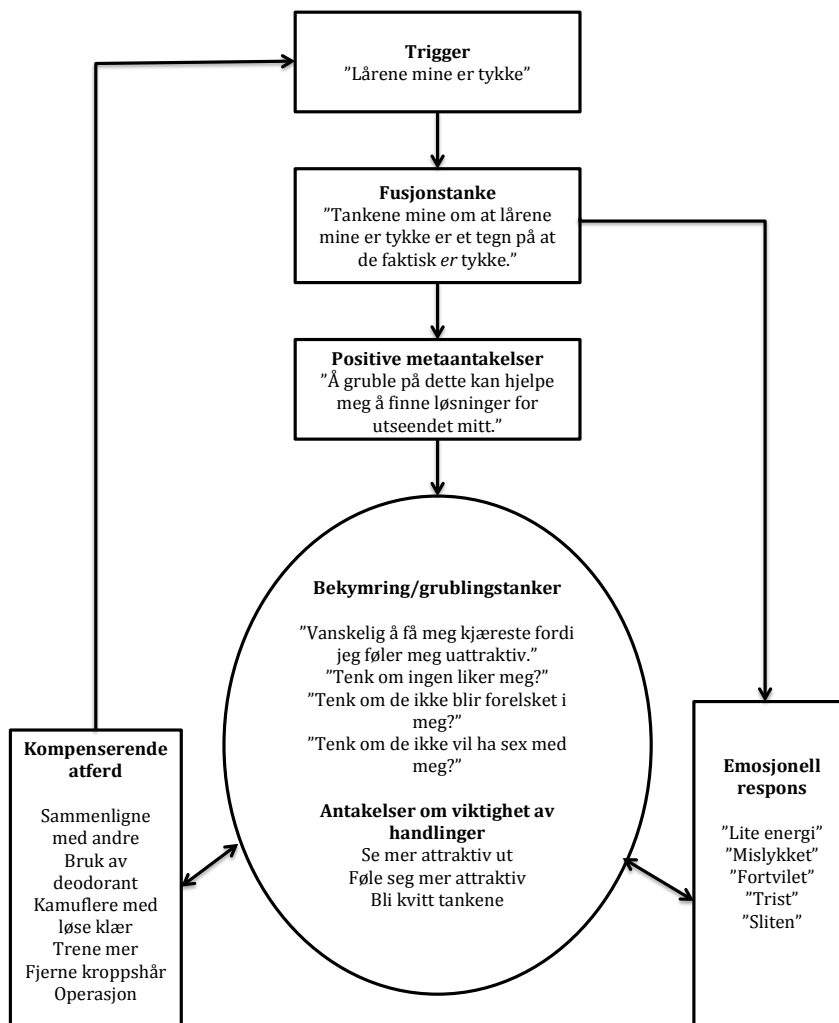 Trigger
”Lårene mine er tykke”
Fusjonstanke
”Tankene mine om at lårene
mine er tykke er et tegn på at
de faktisk er tykke.”
Positive metaantakelser
”Å gruble på dette kan hjelpe
meg å finne løsninger for
utseendet mitt.”
Bekymring/grublingstanker
”Vanskelig å få meg kjæreste fordi
jeg føler meg uattraktiv.”
”Tenk om ingen liker meg?”
”Tenk om de ikke blir forelsket i
meg?”
”Tenk om de ikke vil ha sex med
meg?”
Antakelser om viktighet av
handlinger
Se mer attraktiv ut
Føle seg mer attraktiv
Bli kvitt tankene
Kompenserende
atferd
Sammenligne
med andre
Bruk av
deodorant
Kamuflere med
løse klær
Trene mer
Fjerne kroppshår
Operasjon
Emosjonell
respons
”Lite energi”
”Mislykket”
”Fortvilet”
”Trist”
”Sliten”